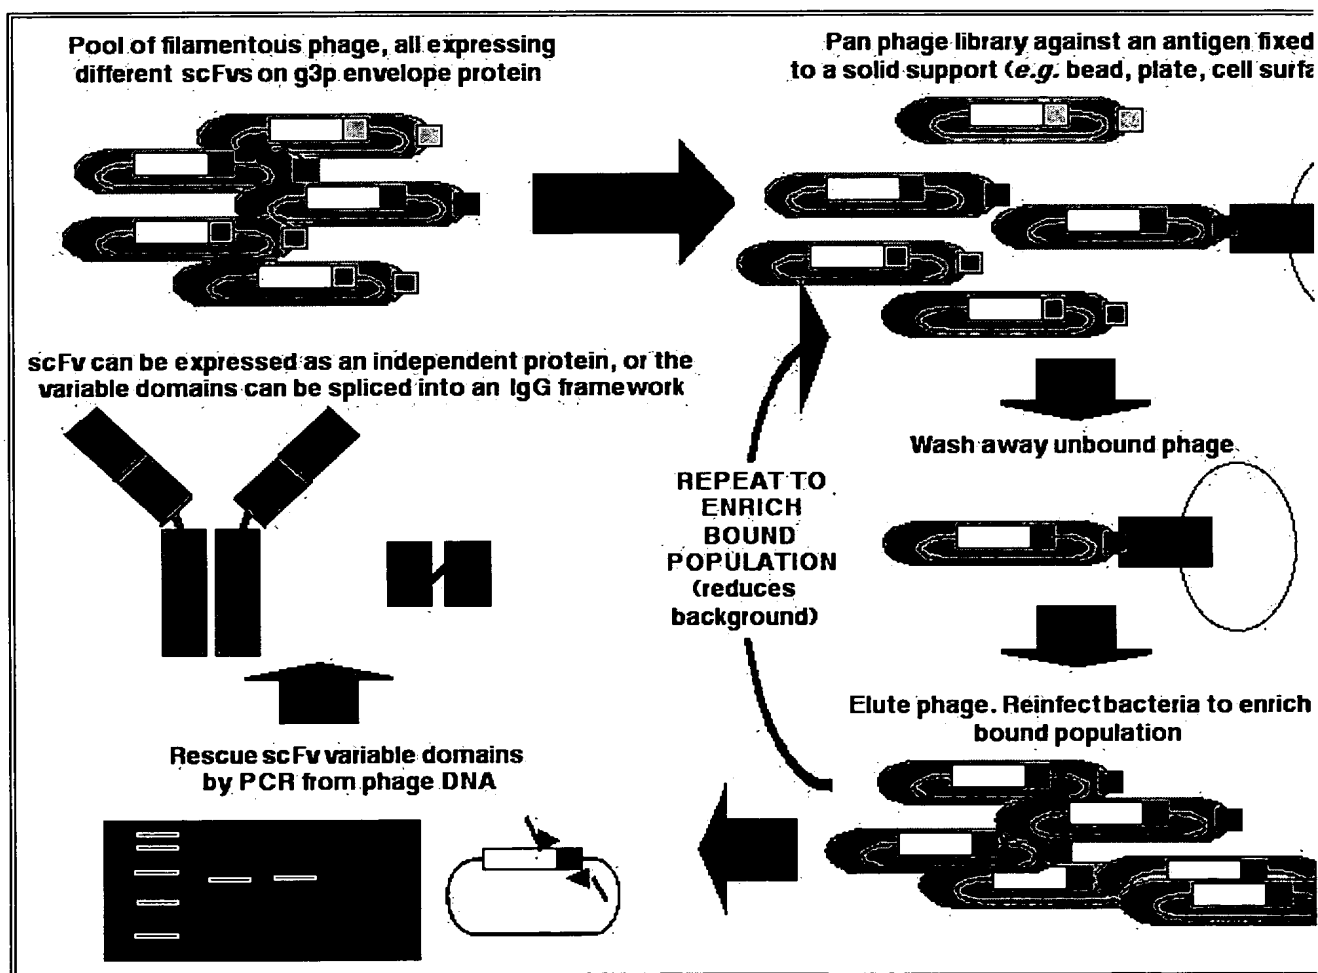 Pool of filamentous phage, all expressing
different scFvs on g3p envelope protein
Pan phage library against an antigen fixed
to a solid support (e.g. bead, plate, cell surfa
scFv can be expressed as an independent protein, or the
variable domains can be spliced into an IgG framework
Wash away unbound phage
REPEAT TO
ENRICH
BOUND
POPULATION
(reduces
background)
Elute phage. Reinfect bacteria to enrich
bound population
Rescue scFv variable domains
by PCR from phage DNA